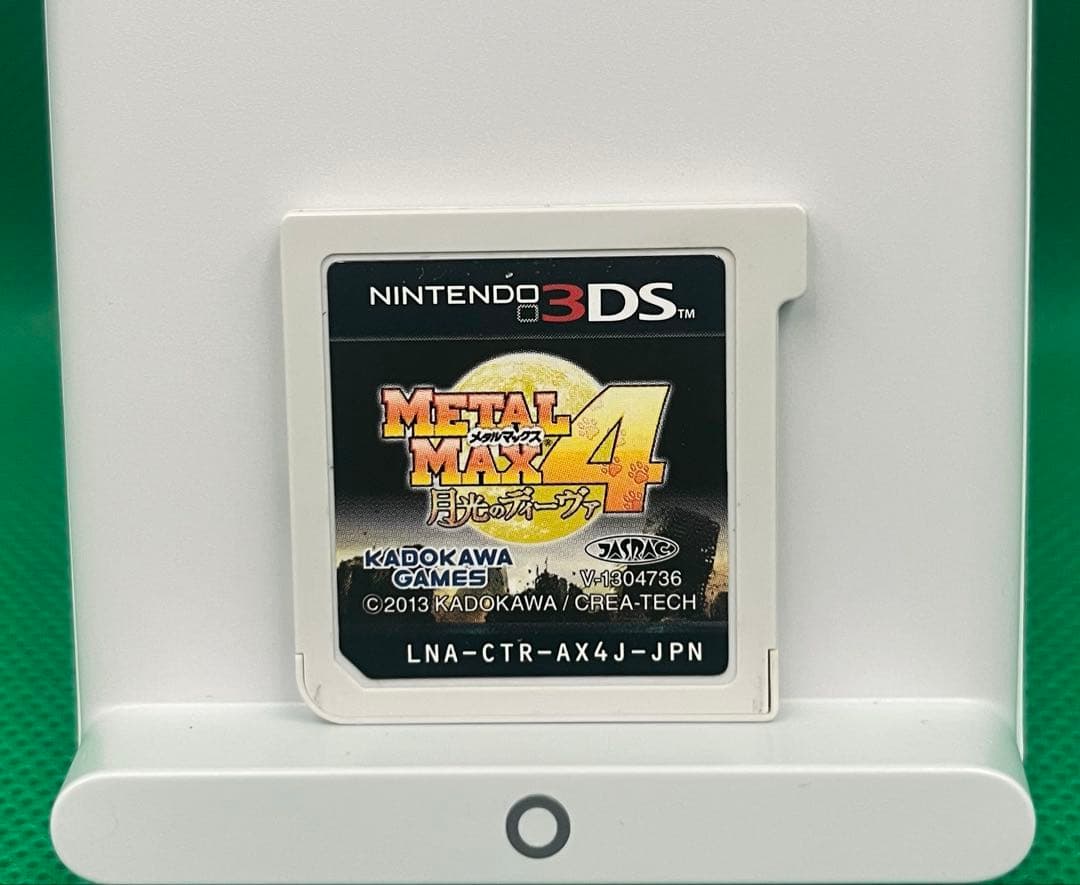 NINTENDO 3DS™
METAL
メタルマックス
MAX® 4
月光のディーヴァ
KADOKAWA
GAMES
JASRAC
V-1304736
©2013 KADOKAWA / CREA-TECH
LNA-CTR-AX4J-JPN